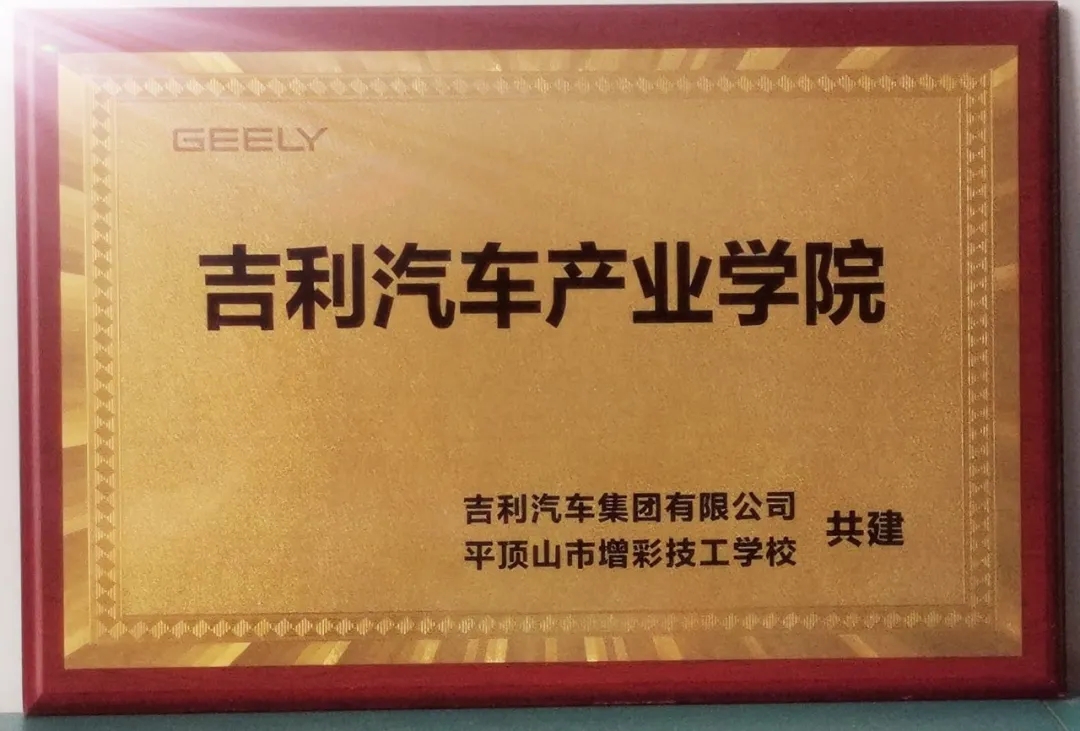 GEELY
吉利汽车产业学院
吉利汽车集团有限公司
平顶山市增彩技工学校
共建